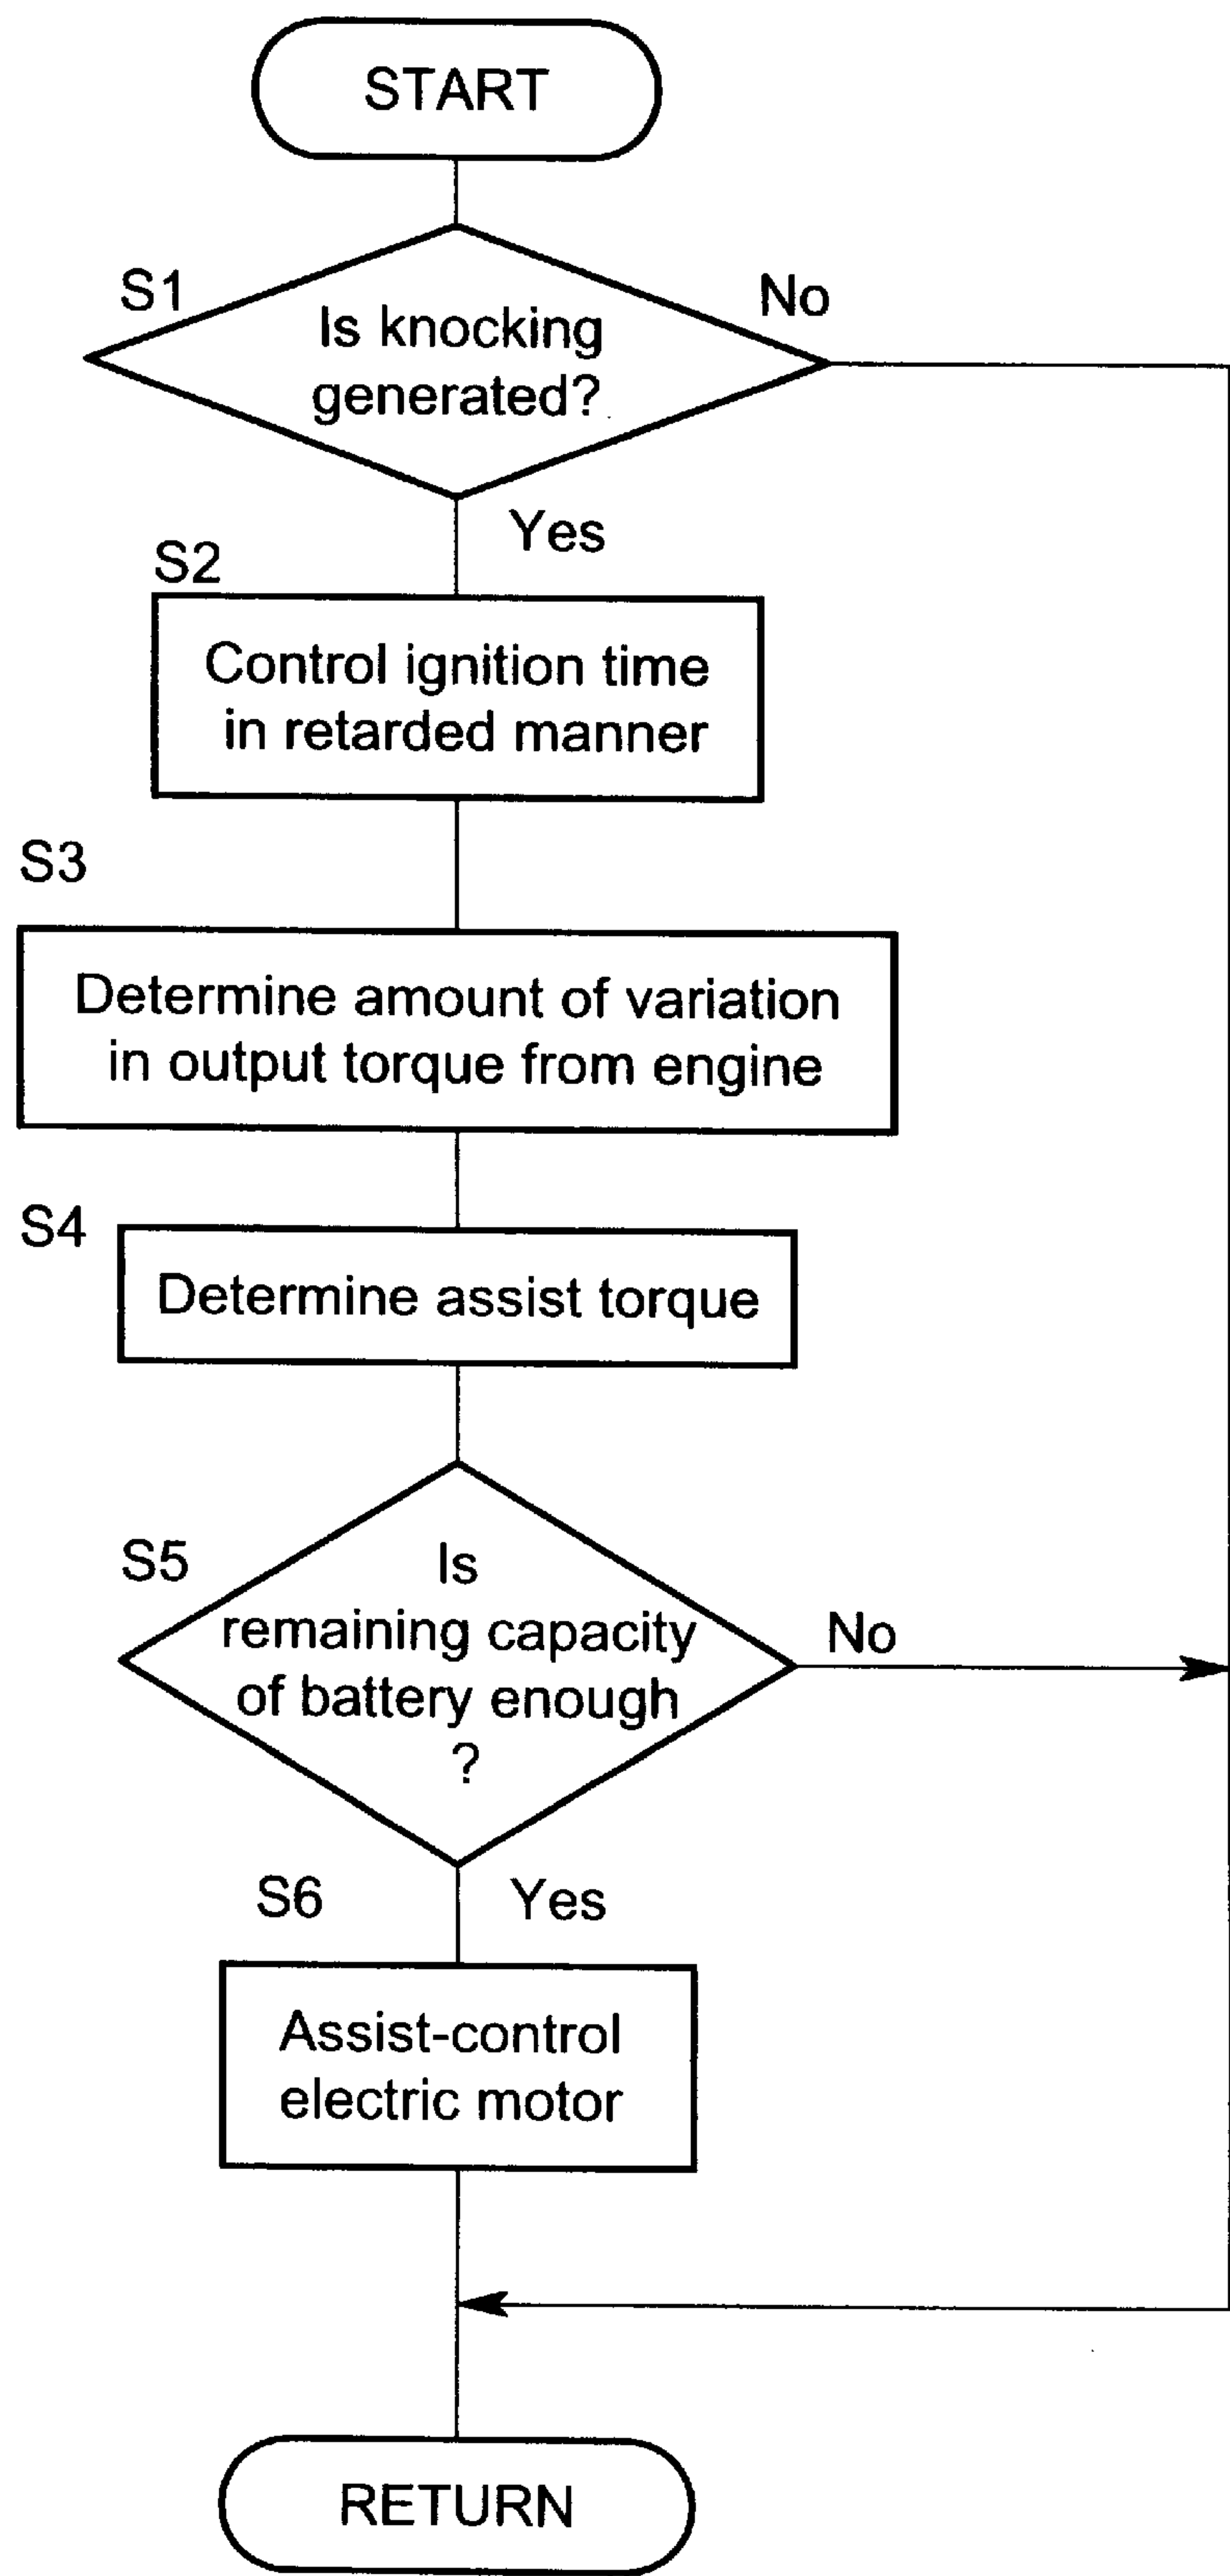 START
S1
Is knocking
generated?
No
Yes
S2
Control ignition time
in retarded manner
S3
Determine amount of variation
in output torque from engine
S4
Determine assist torque
S5
Is
remaining capacity
of battery enough
?
No
S6
Yes
Assist-control
electric motor
RETURN